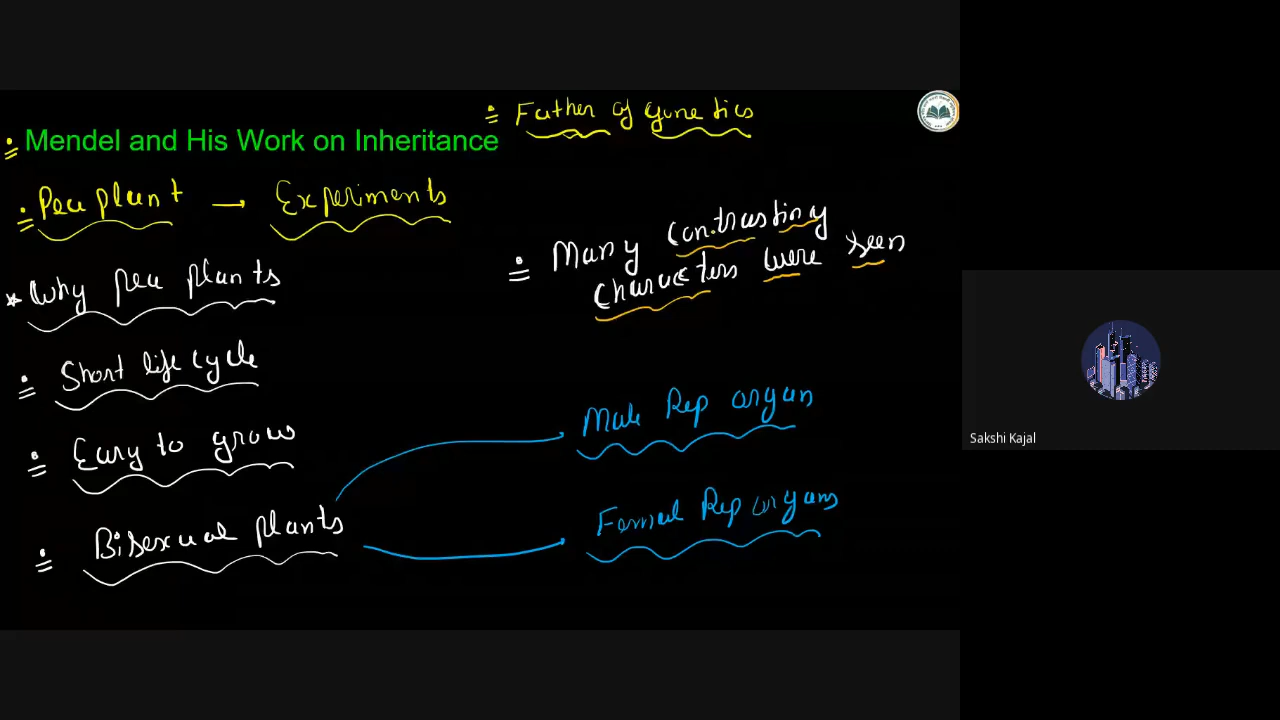 Father of genetics
Mendel and His Work on Inheritance
Pea plant → Experiments
Many contrasting
characters were seen
* Why pea plants
Short life cycle
Easy to grow
Male Rep organ
Bisexual plants
Femal Rep organs
Sakshi Kajal